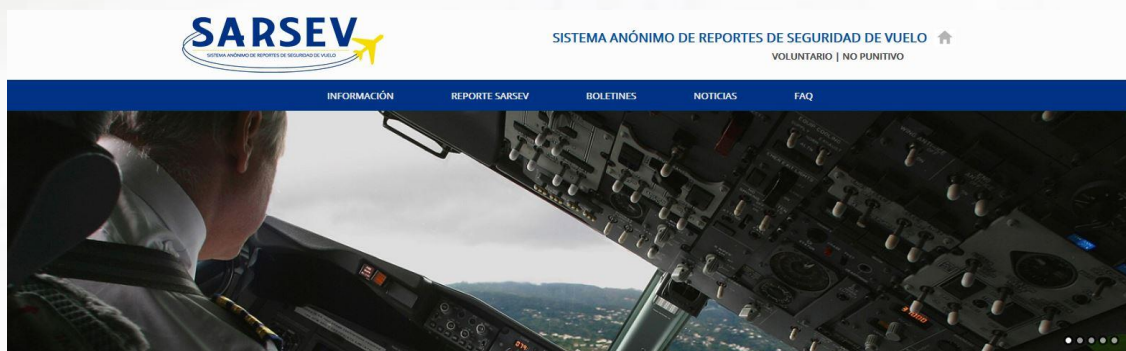 SARSEV
SISTEMA ANÓNIMO DE REPORTES DE SEGURIDAD DE VUELO
SISTEMA ANÓNIMO DE REPORTES DE SEGURIDAD DE VUELO
VOLUNTARIO | NO PUNITIVO
INFORMACIÓN REPORTE SARSEV BOLETINES NOTICIAS FAQ